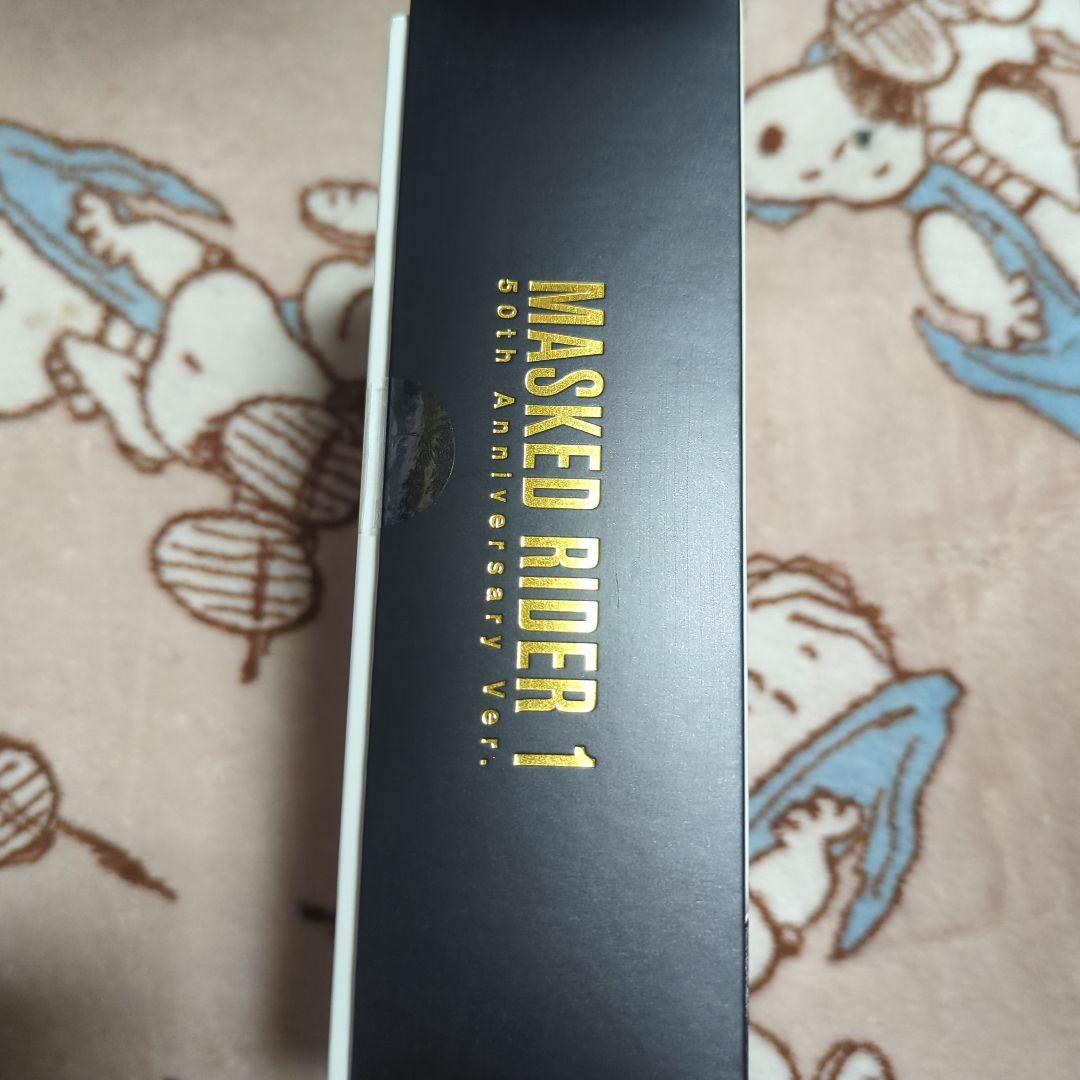 MASKED RIDER 1
50th Anniversary Ver.